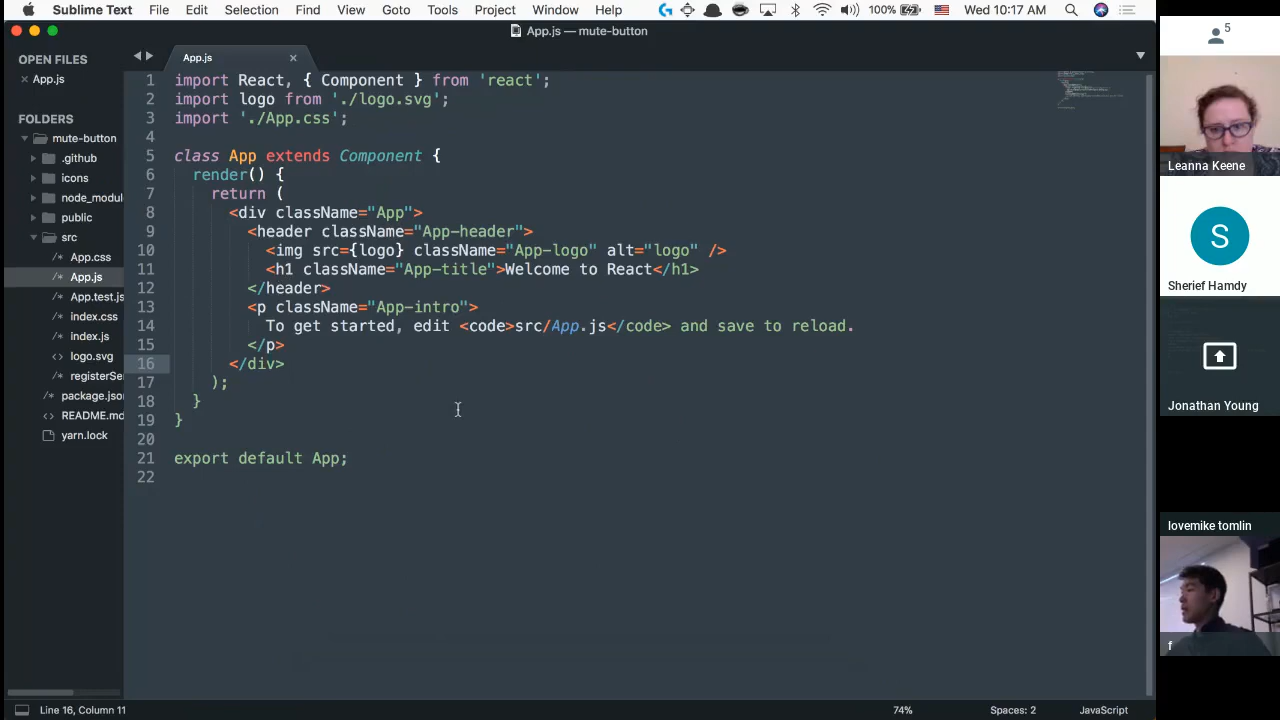 Sublime Text File Edit Selection Find View Goto Tools Project Window Help 100% Wed 10:17 AM
App.js — mute-button
OPEN FILES
App.js
FOLDERS
mute-button
.github
icons
node_modul
public
src
App.css
App.js
App.test.js
index.css
index.js
logo.svg
registerSe
package.jso
README.md
yarn.lock
App.js
1 import React, { Component } from 'react';
2 import logo from './logo.svg';
3 import './App.css';
4
5 class App extends Component {
6 render() {
7 return (
8 <div className="App">
9 <header className="App-header">
10 <img src={logo} className="App-logo" alt="logo" />
11 <h1 className="App-title">Welcome to React</h1>
12 </header>
13 <p className="App-intro">
14 To get started, edit <code>src/App.js</code> and save to reload.
15 </p>
16 </div>
17 );
18 }
19 }
20
21 export default App;
22
Line 16, Column 11 74% Spaces: 2 JavaScript
5
Leanna Keene
S
Sherief Hamdy
Jonathan Young
lovemike tomlin
f